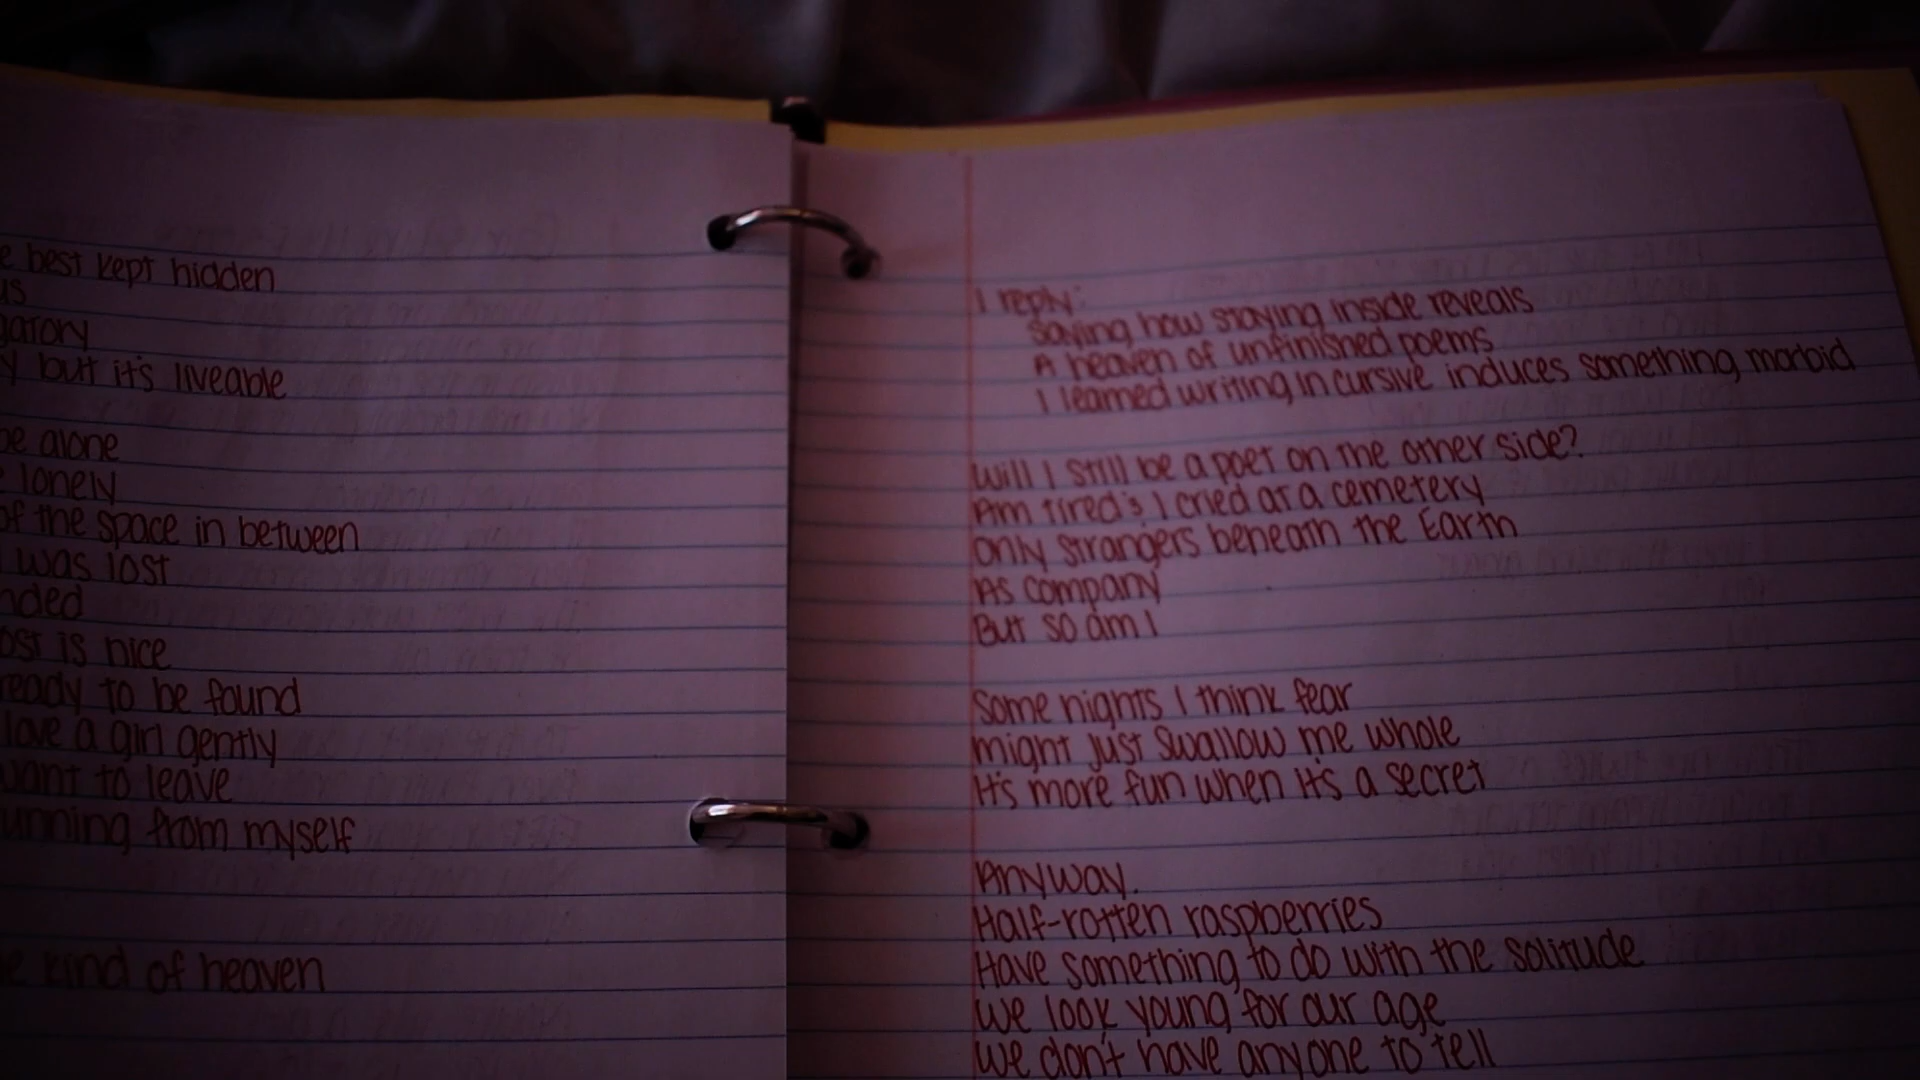 best kept hidden
us
gatory
y but it's liveable
be alone
lonely
of the space in between
I was lost
nded
ost is nice
ready to be found
love a girl gently
want to leave
unning from myself
kind of heaven
I reply:
Saying how staying inside reveals
A heaven of unfinished poems
I learned writing in cursive induces something morbid
Will I still be a poet on the other side?
Am tired & I cried at a cemetery
Only strangers beneath the Earth
As company
But so am I
Some nights I think fear
might just swallow me whole
It's more fun when it's a secret
Anyway.
Half-rotten raspberries
Have something to do with the solitude
We look young for our age
We don't have anyone to tell